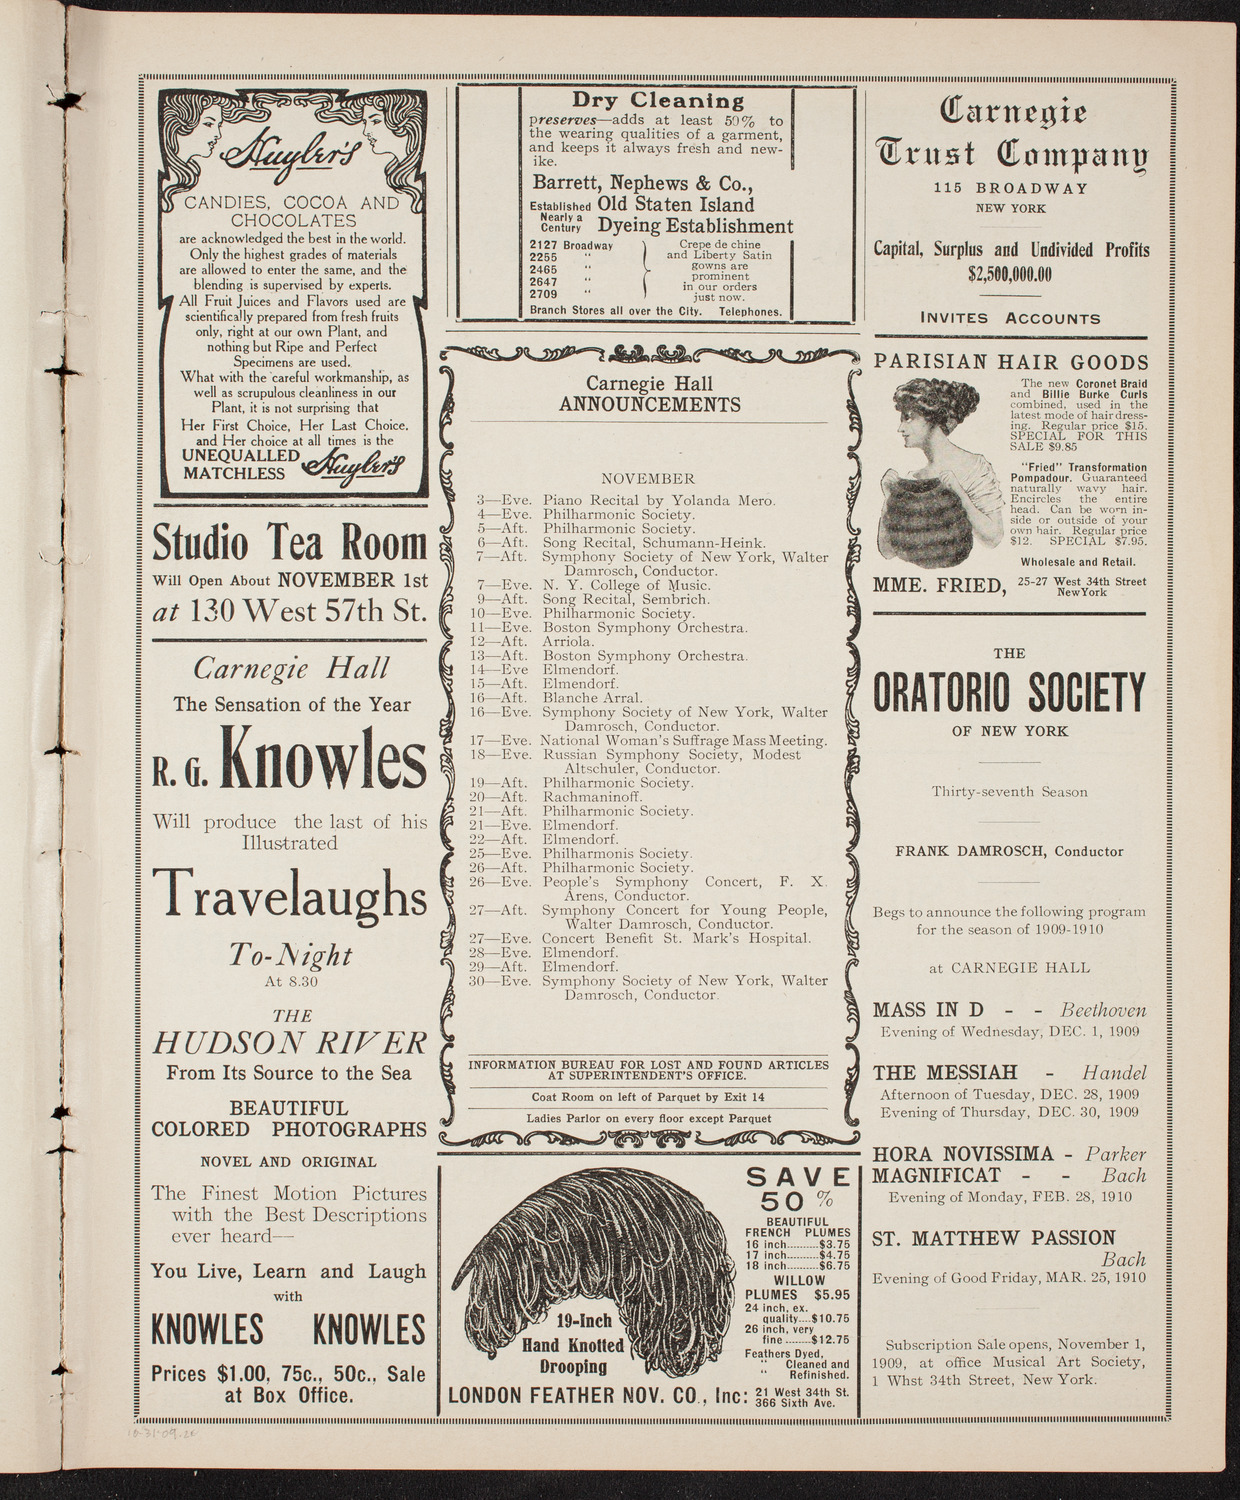 Huyler's
CANDIES, COCOA AND
CHOCOLATES
are acknowledged the best in the world.
Only the highest grades of materials
are allowed to enter the same, and the
blending is supervised by experts.
All Fruit Juices and Flavors used are
scientifically prepared from fresh fruits
only, right at our own Plant, and
nothing but Ripe and Perfect
Specimens are used.
What with the careful workmanship, as
well as scrupulous cleanliness in our
Plant, it is not surprising that
Her First Choice, Her Last Choice.
and Her choice at all times is the
UNEQUALLED
MATCHLESS Huyler's
Studio Tea Room
Will Open About NOVEMBER 1st
at 130 West 57th St.
Carnegie Hall
The Sensation of the Year
R. G. Knowles
Will produce the last of his
Illustrated
Travelaughs
To-Night
At 8.30
THE
HUDSON RIVER
From Its Source to the Sea
BEAUTIFUL
COLORED PHOTOGRAPHS
NOVEL AND ORIGINAL
The Finest Motion Pictures
with the Best Descriptions
ever heard—
You Live, Learn and Laugh
with
KNOWLES KNOWLES
Prices $1.00, 75c., 50c., Sale
at Box Office.
Dry Cleaning
preserves—adds at least 50% to
the wearing qualities of a garment,
and keeps it always fresh and new-
ike.
Barrett, Nephews & Co.,
Established Nearly a Century Old Staten Island
Dyeing Establishment
2127 Broadway
2255 "
2465 "
2647 "
2709 "
Crepe de chine
and Liberty Satin
gowns are
prominent
in our orders
just now.
Branch Stores all over the City. Telephones.
Carnegie Hall
ANNOUNCEMENTS
NOVEMBER
3—Eve. Piano Recital by Yolanda Mero.
4—Eve. Philharmonic Society.
5—Aft. Philharmonic Society.
6—Aft. Song Recital, Schumann-Heink.
7—Aft. Symphony Society of New York, Walter
Damrosch, Conductor.
7—Eve. N. Y. College of Music.
9—Aft. Song Recital, Sembrich.
10—Eve. Philharmonic Society.
11—Eve. Boston Symphony Orchestra.
12—Aft. Arriola.
13—Aft. Boston Symphony Orchestra.
14—Eve Elmendorf.
15—Aft. Elmendorf.
16—Aft. Blanche Arral.
16—Eve. Symphony Society of New York, Walter
Damrosch, Conductor.
17—Eve. National Woman's Suffrage Mass Meeting.
18—Eve. Russian Symphony Society, Modest
Altschuler, Conductor.
19—Aft. Philharmonic Society.
20—Aft. Rachmaninoff.
21—Aft. Philharmonic Society.
21—Eve. Elmendorf.
22—Aft. Elmendorf.
25—Eve. Philharmonis Society.
26—Aft. Philharmonic Society.
26—Eve. People's Symphony Concert, F. X.
Arens, Conductor.
27—Aft. Symphony Concert for Young People,
Walter Damrosch, Conductor.
27—Eve. Concert Benefit St. Mark's Hospital.
28—Eve. Elmendorf.
29—Aft. Elmendorf.
30—Eve. Symphony Society of New York, Walter
Damrosch, Conductor.
INFORMATION BUREAU FOR LOST AND FOUND ARTICLES
AT SUPERINTENDENT'S OFFICE.
Coat Room on left of Parquet by Exit 14
Ladies Parlor on every floor except Parquet
19-Inch
Hand Knotted
Drooping
SAVE
50 %
BEAUTIFUL
FRENCH PLUMES
16 inch..........$3.75
17 inch..........$4.75
18 inch..........$6.75
WILLOW
PLUMES $5.95
24 inch, ex.
quality....$10.75
26 inch, very
fine ........$12.75
Feathers Dyed,
" Cleaned and
" Refinished.
LONDON FEATHER NOV. CO., Inc: 21 West 34th St.
366 Sixth Ave.
Carnegie
Trust Company
115 BROADWAY
NEW YORK
Capital, Surplus and Undivided Profits
$2,500,000.00
INVITES ACCOUNTS
PARISIAN HAIR GOODS
The new Coronet Braid
and Billie Burke Curls
combined, used in the
latest mode of hair dress-
ing. Regular price $15.
SPECIAL FOR THIS
SALE $9.85
"Fried" Transformation
Pompadour. Guaranteed
naturally wavy hair.
Encircles the entire
head. Can be worn in-
side or outside of your
own hair. Regular price
$12. SPECIAL $7.95.
Wholesale and Retail.
MME. FRIED, 25-27 West 34th Street
NewYork
THE
ORATORIO SOCIETY
OF NEW YORK
Thirty-seventh Season
FRANK DAMROSCH, Conductor
Begs to announce the following program
for the season of 1909-1910
at CARNEGIE HALL
MASS IN D - - Beethoven
Evening of Wednesday, DEC. 1, 1909
THE MESSIAH - Handel
Afternoon of Tuesday, DEC. 28, 1909
Evening of Thursday, DEC. 30, 1909
HORA NOVISSIMA - Parker
MAGNIFICAT - - Bach
Evening of Monday, FEB. 28, 1910
ST. MATTHEW PASSION
Bach
Evening of Good Friday, MAR. 25, 1910
Subscription Sale opens, November 1,
1909, at office Musical Art Society,
1 Whst 34th Street, New York.